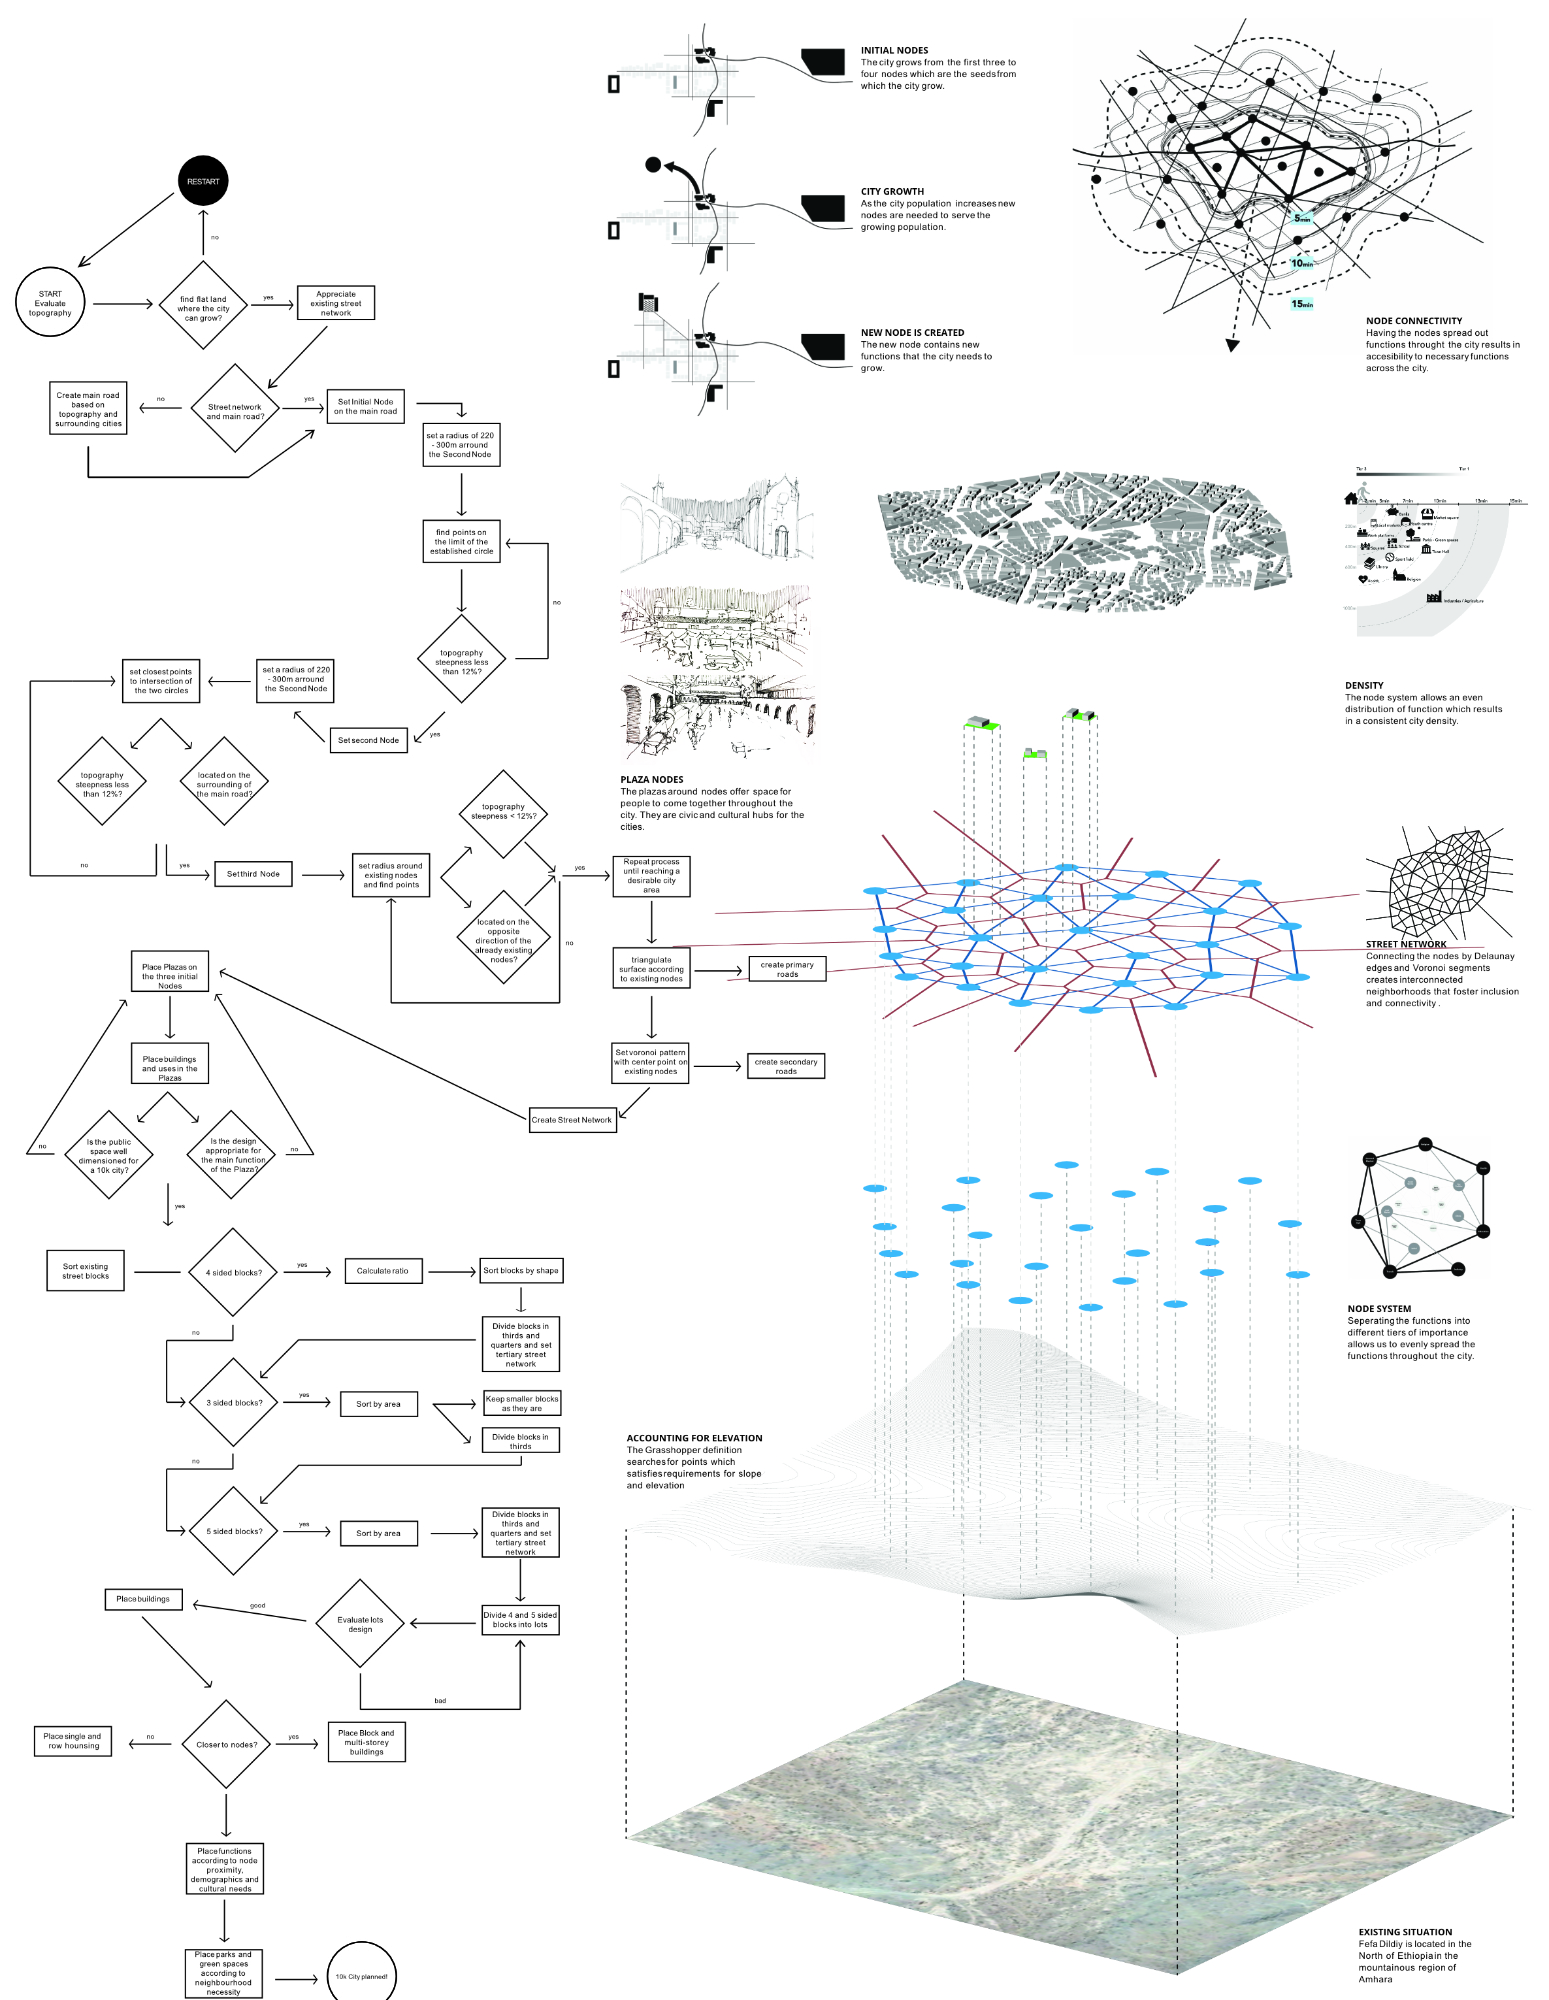 RESTART
no
START
Evaluate
topography
find flat land
where the city
can grow?
yes
Appreciate
existing street
network
Create main road
based on
topography and
surrounding cities
no
Street network
and main road?
yes
Set Initial Node
on the main road
set a radius of 220
- 300m arround
the Second Node
find points on
the limit of the
established circle
no
topography
steepness less
than 12%?
yes
set closest points
to intersection of
the two circles
set a radius of 220
- 300m arround
the Second Node
Set second Node
topography
steepness less
than 12%?
located on the
surrounding of
the main road?
no
yes
Set third Node
set radius around
existing nodes
and find points
topography
steepness < 12%?
located on the
opposite
direction of the
already existing
nodes?
yes
no
Repeat process
until reaching a
desirable city
area
triangulate
surface according
to existing nodes
create primary
roads
Set voronoi pattern
with center point on
existing nodes
create secondary
roads
Create Street Network
Place Plazas on
the three initial
Nodes
Place buildings
and uses in the
Plazas
no
Is the public
space well
dimensioned for
a 10k city?
Is the design
appropriate for
the main function
of the Plaza?
no
yes
Sort existing
street blocks
4 sided blocks?
yes
Calculate ratio
Sort blocks by shape
no
Divide blocks in
thirds and
quarters and set
tertiary street
network
3 sided blocks?
yes
Sort by area
Keep smaller blocks
as they are
Divide blocks in
thirds
no
5 sided blocks?
yes
Sort by area
Divide blocks in
thirds and
quarters and set
tertiary street
network
Place buildings
good
Evaluate lots
design
Divide 4 and 5 sided
blocks into lots
bad
Place single and
row hounsing
no
Closer to nodes?
yes
Place Block and
multi-storey
buildings
Place functions
according to node
proximity,
demographics and
cultural needs
Place parks and
green spaces
according to
neighbourhood
necessity
10k City planned!
INITIAL NODES
The city grows from the first three to
four nodes which are the seeds from
which the city grow.
CITY GROWTH
As the city population increases new
nodes are needed to serve the
growing population.
NEW NODE IS CREATED
The new node contains new
functions that the city needs to
grow.
5min
10min
15min
NODE CONNECTIVITY
Having the nodes spread out
functions throught the city results in
accesibility to necessary functions
across the city.
PLAZA NODES
The plazas around nodes offer space for
people to come together throughout the
city. They are civic and cultural hubs for the
cities.
Tier 1
5min
7min
10min
13min
15min
Market square
Parks - Green spaces
Town Hall
School
Sport field
Squares
Library
Religion
Industries / Agriculture
DENSITY
The node system allows an even
distribution of function which results
in a consistent city density.
STREET NETWORK
Connecting the nodes by Delaunay
edges and Voronoi segments
creates interconnected
neighborhoods that foster inclusion
and connectivity .
NODE SYSTEM
Seperating the functions into
different tiers of importance
allows us to evenly spread the
functions throughout the city.
ACCOUNTING FOR ELEVATION
The Grasshopper definition
searches for points which
satisfies requirements for slope
and elevation
EXISTING SITUATION
Fefa Dildiy is located in the
North of Ethiopia in the
mountainous region of
Amhara